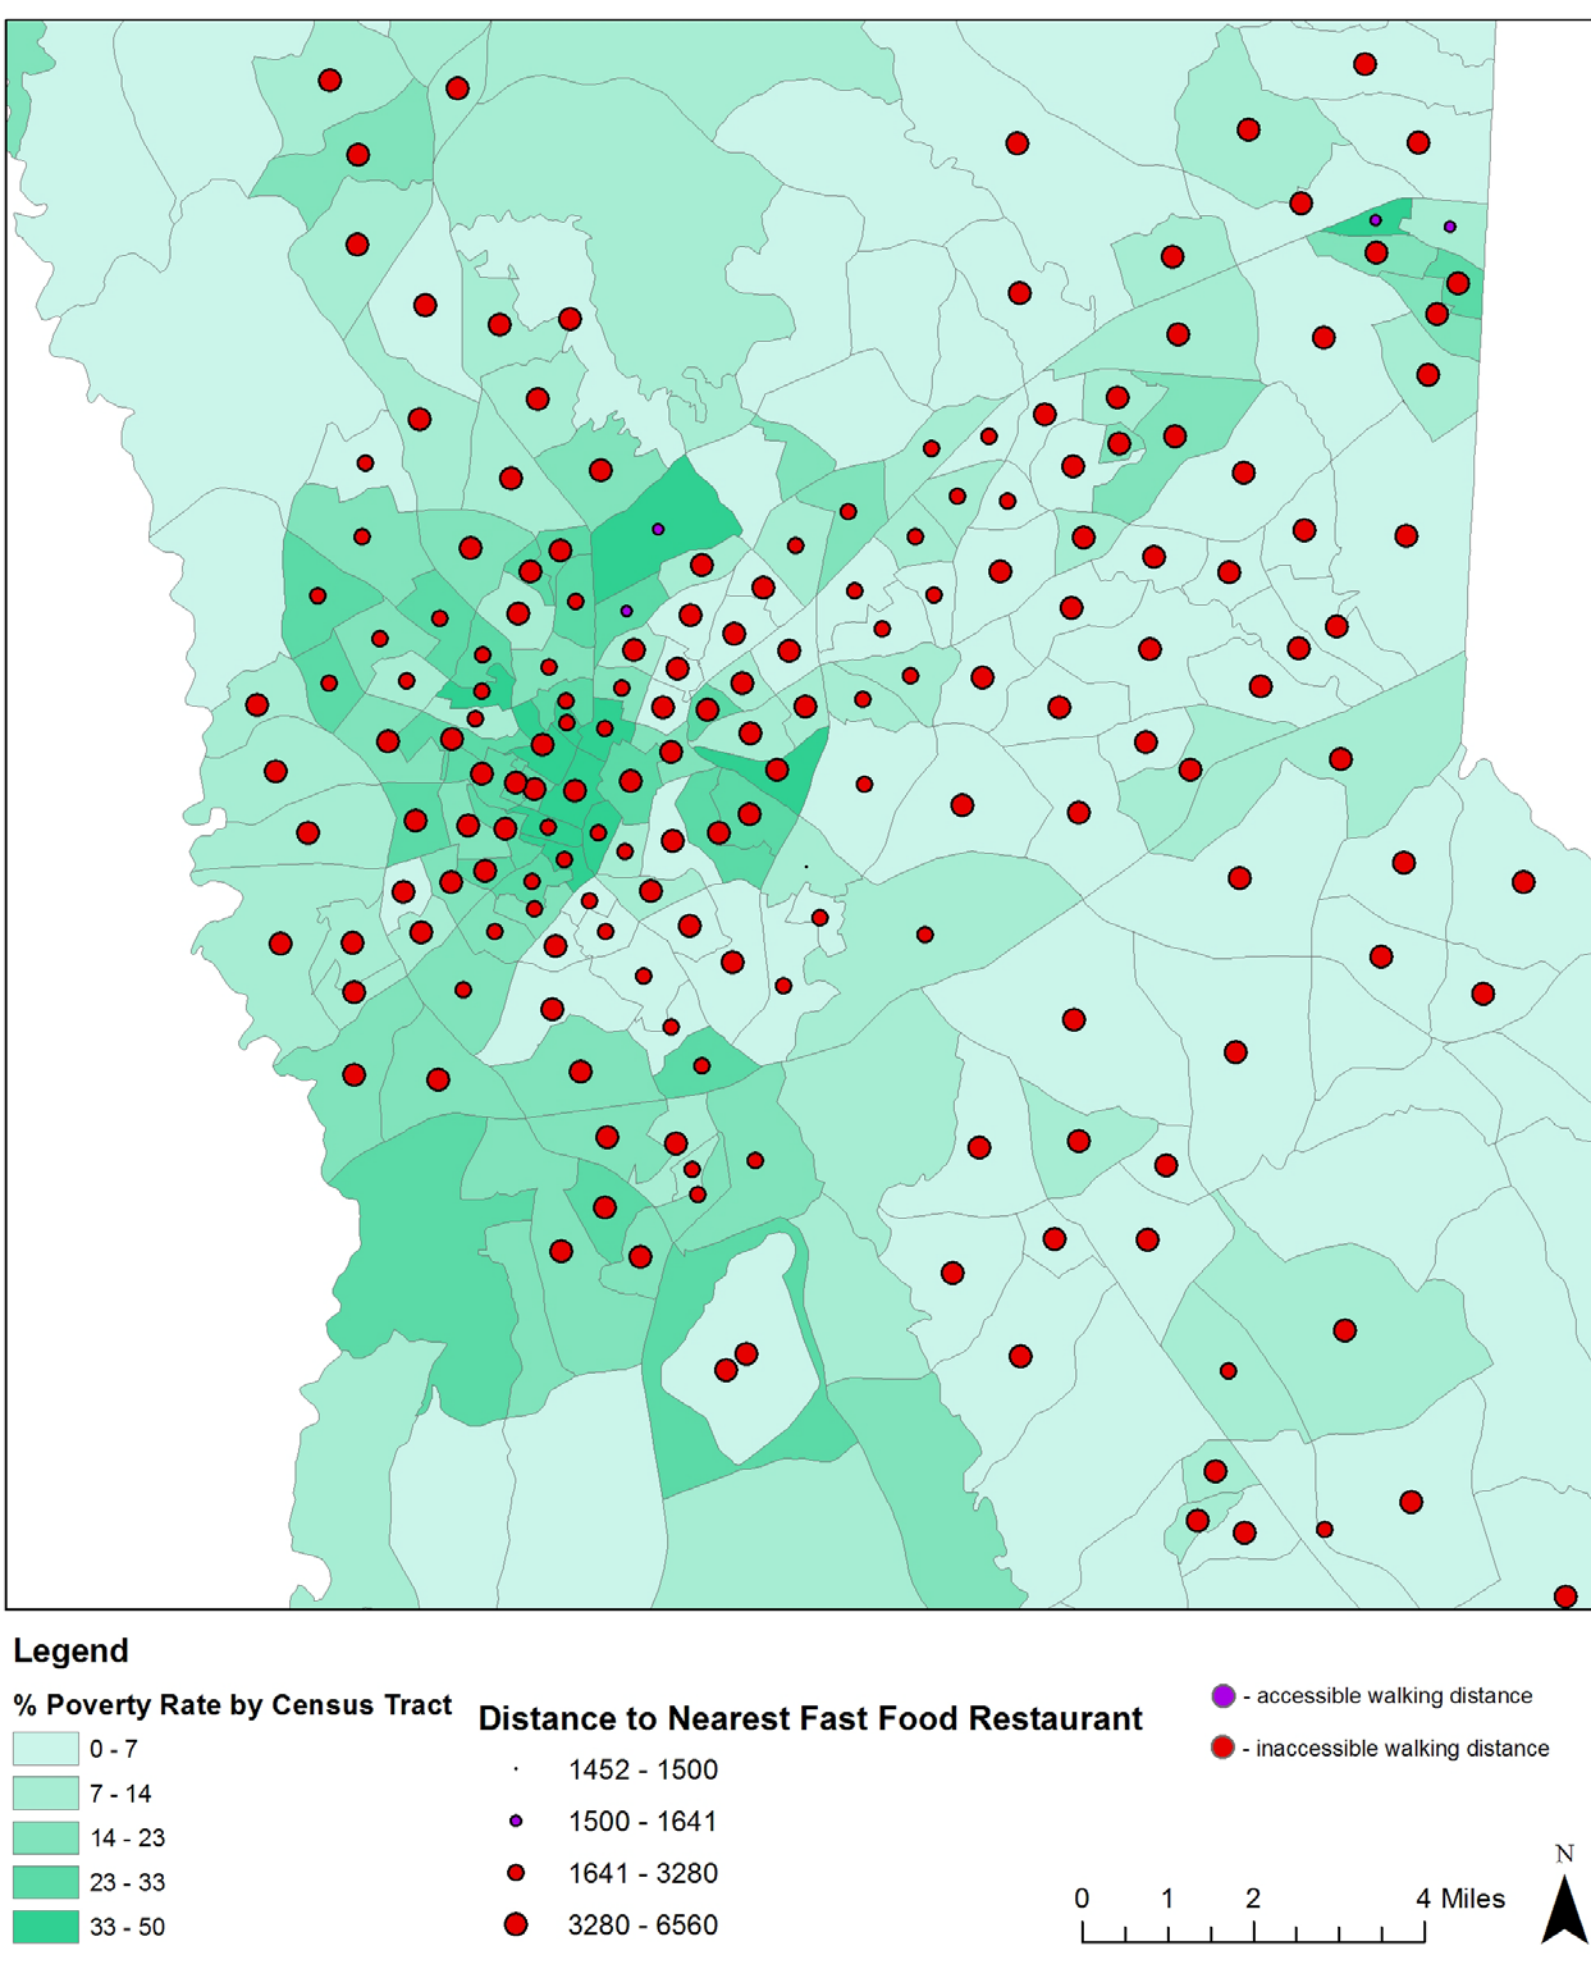 Legend
% Poverty Rate by Census Tract
0 - 7
7 - 14
14 - 23
23 - 33
33 - 50
Distance to Nearest Fast Food Restaurant
1452 - 1500
1500 - 1641
1641 - 3280
3280 - 6560
- accessible walking distance
- inaccessible walking distance
0 1 2 4 Miles
N